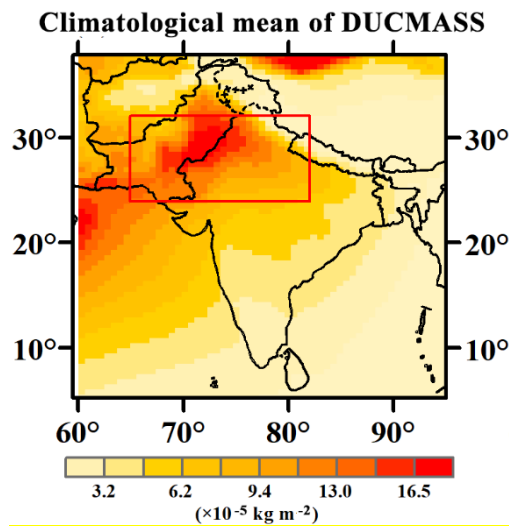 Climatological mean of DUCMASS
30° 30°
20° 20°
10° 10°
60° 70° 80° 90°
3.2 6.2 9.4 13.0 16.5
(×10⁻⁵ kg m⁻²)